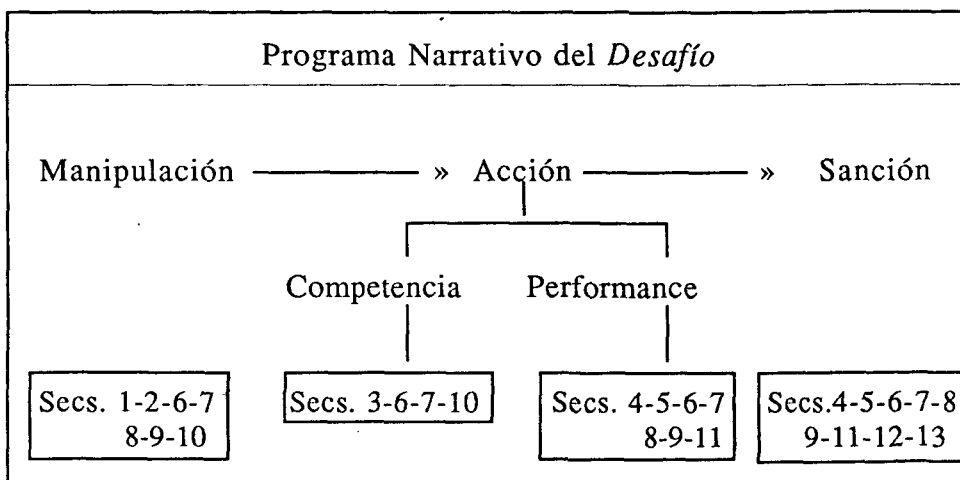 Programa Narrativo del Desafío
Manipulación » Acción » Sanción
Competencia Performance
Secs. 1-2-6-7 Secs. 3-6-7-10 Secs. 4-5-6-7 Secs.4-5-6-7-8
8-9-10 8-9-11 9-11-12-13